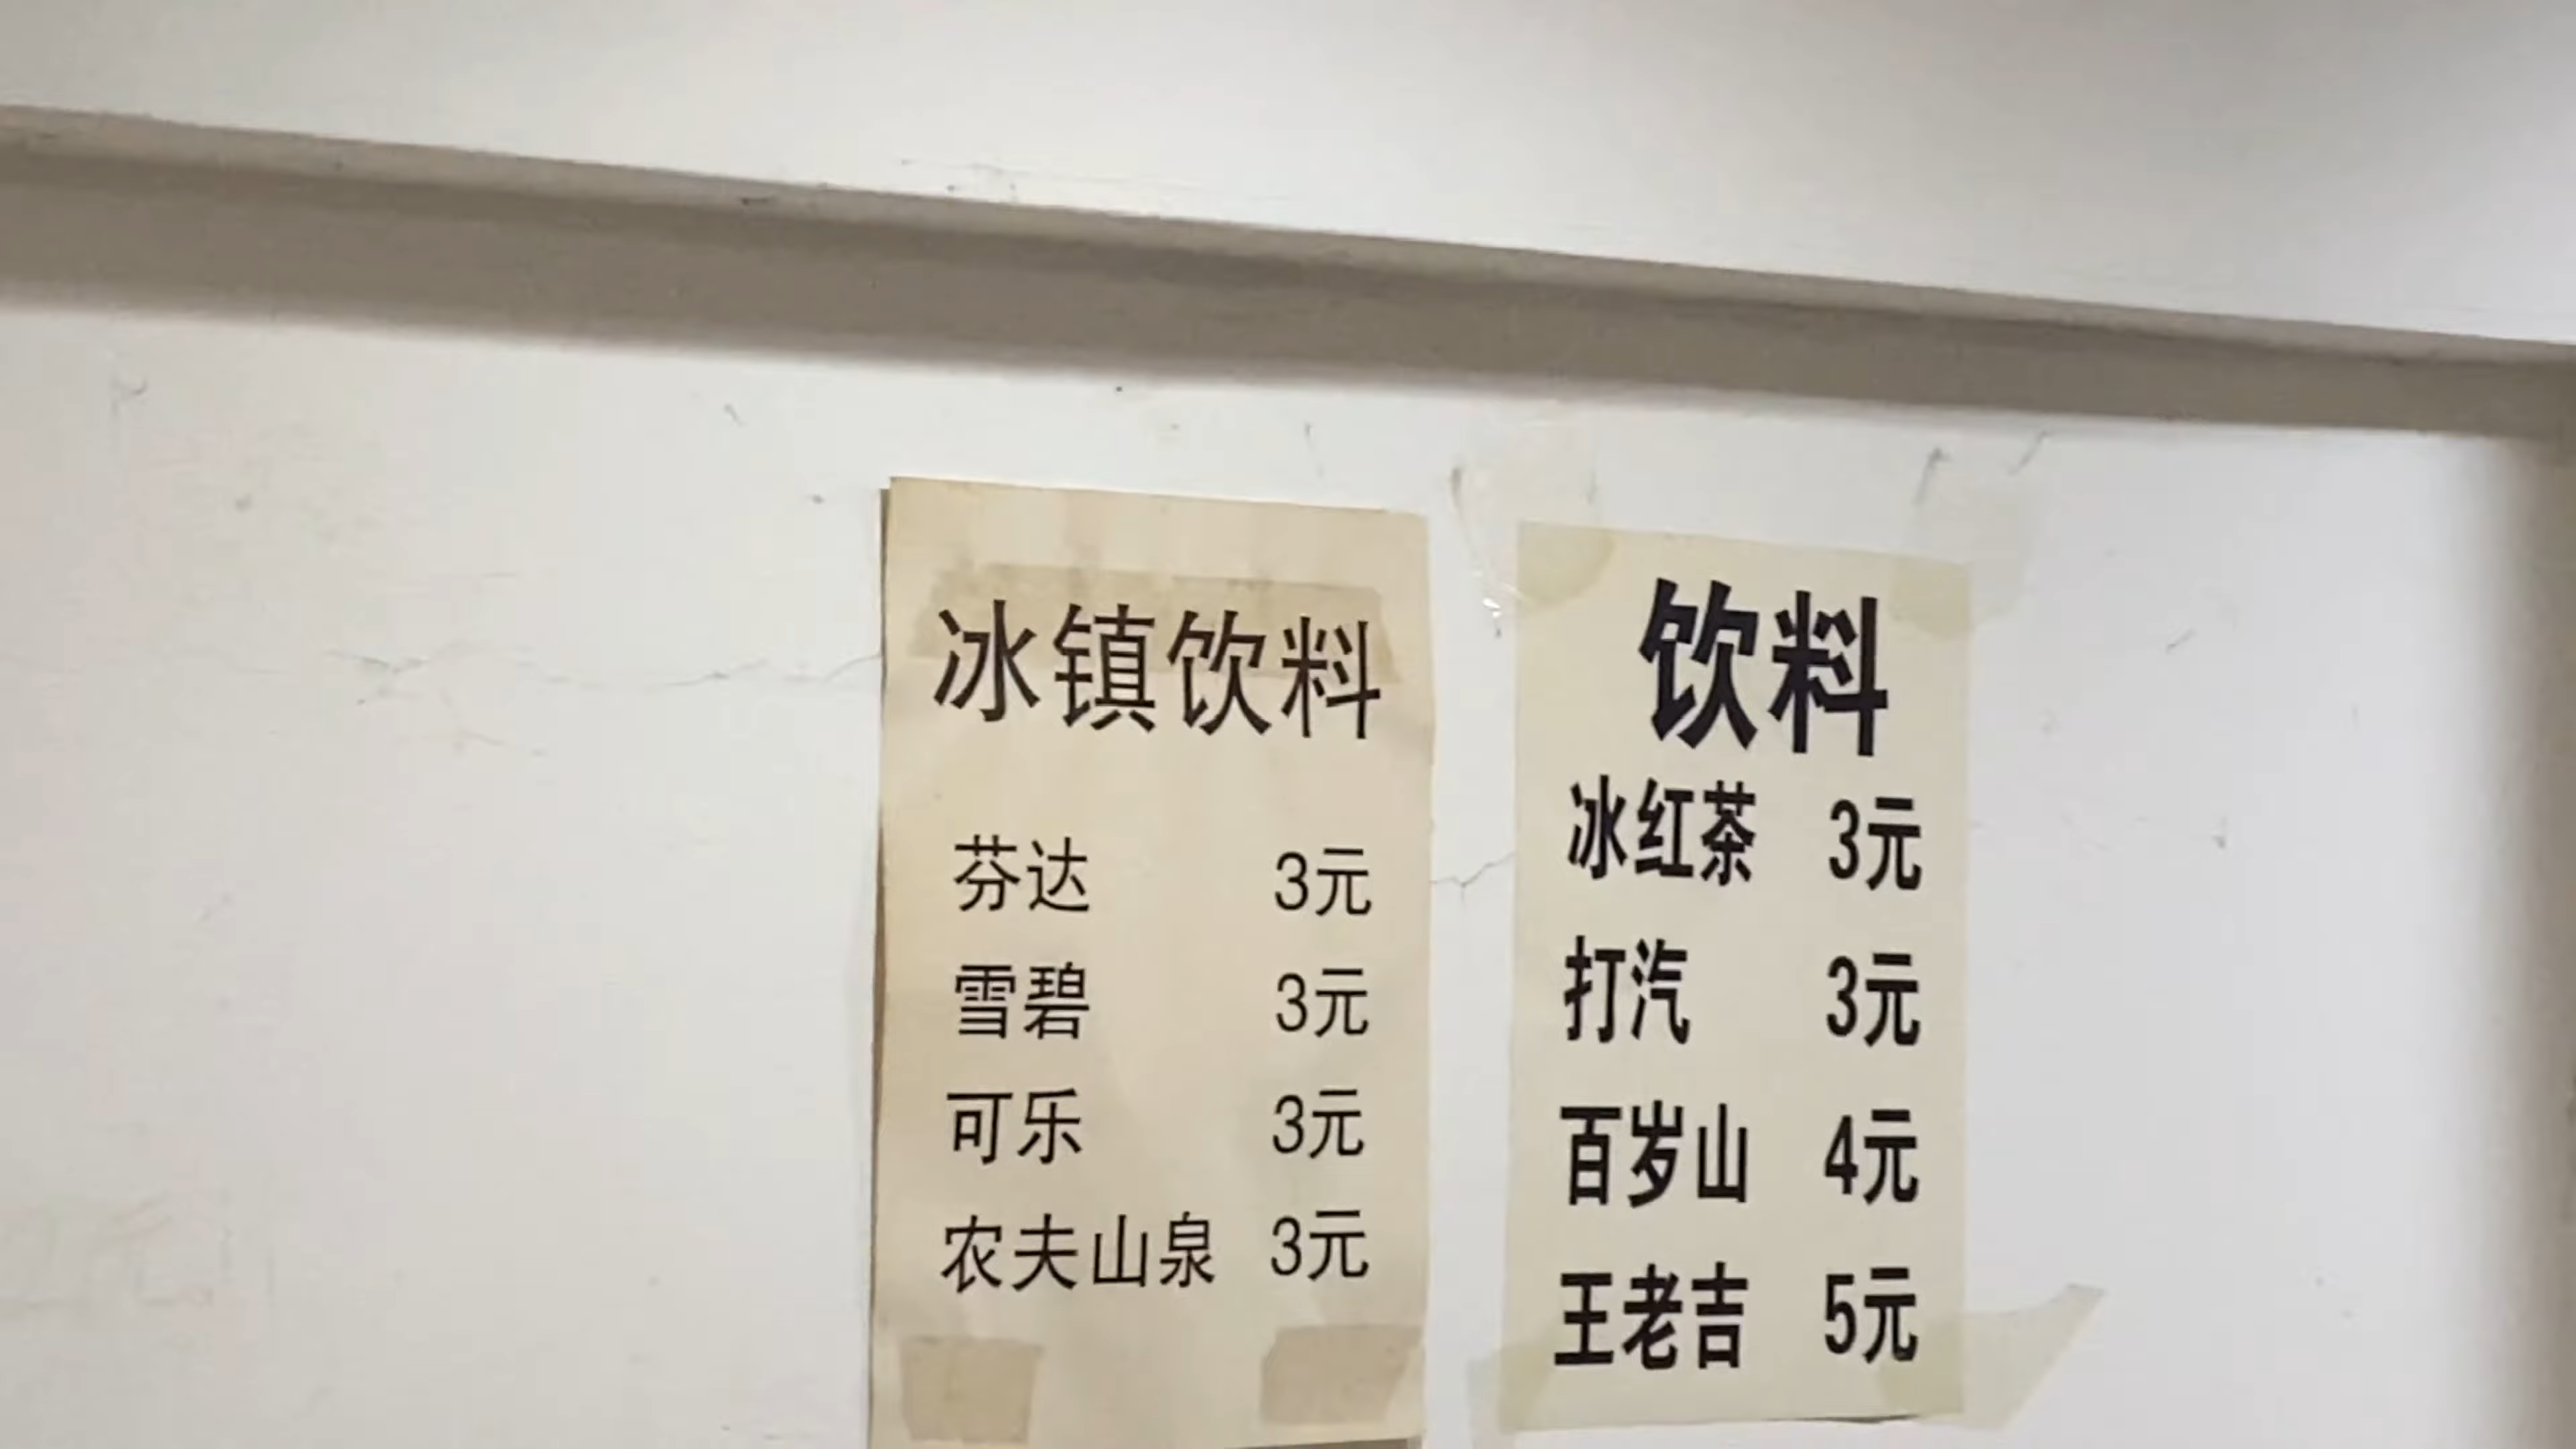 冰镇饮料
芬达 3元
雪碧 3元
可乐 3元
农夫山泉 3元
饮料
冰红茶 3元
打汽 3元
百岁山 4元
王老吉 5元